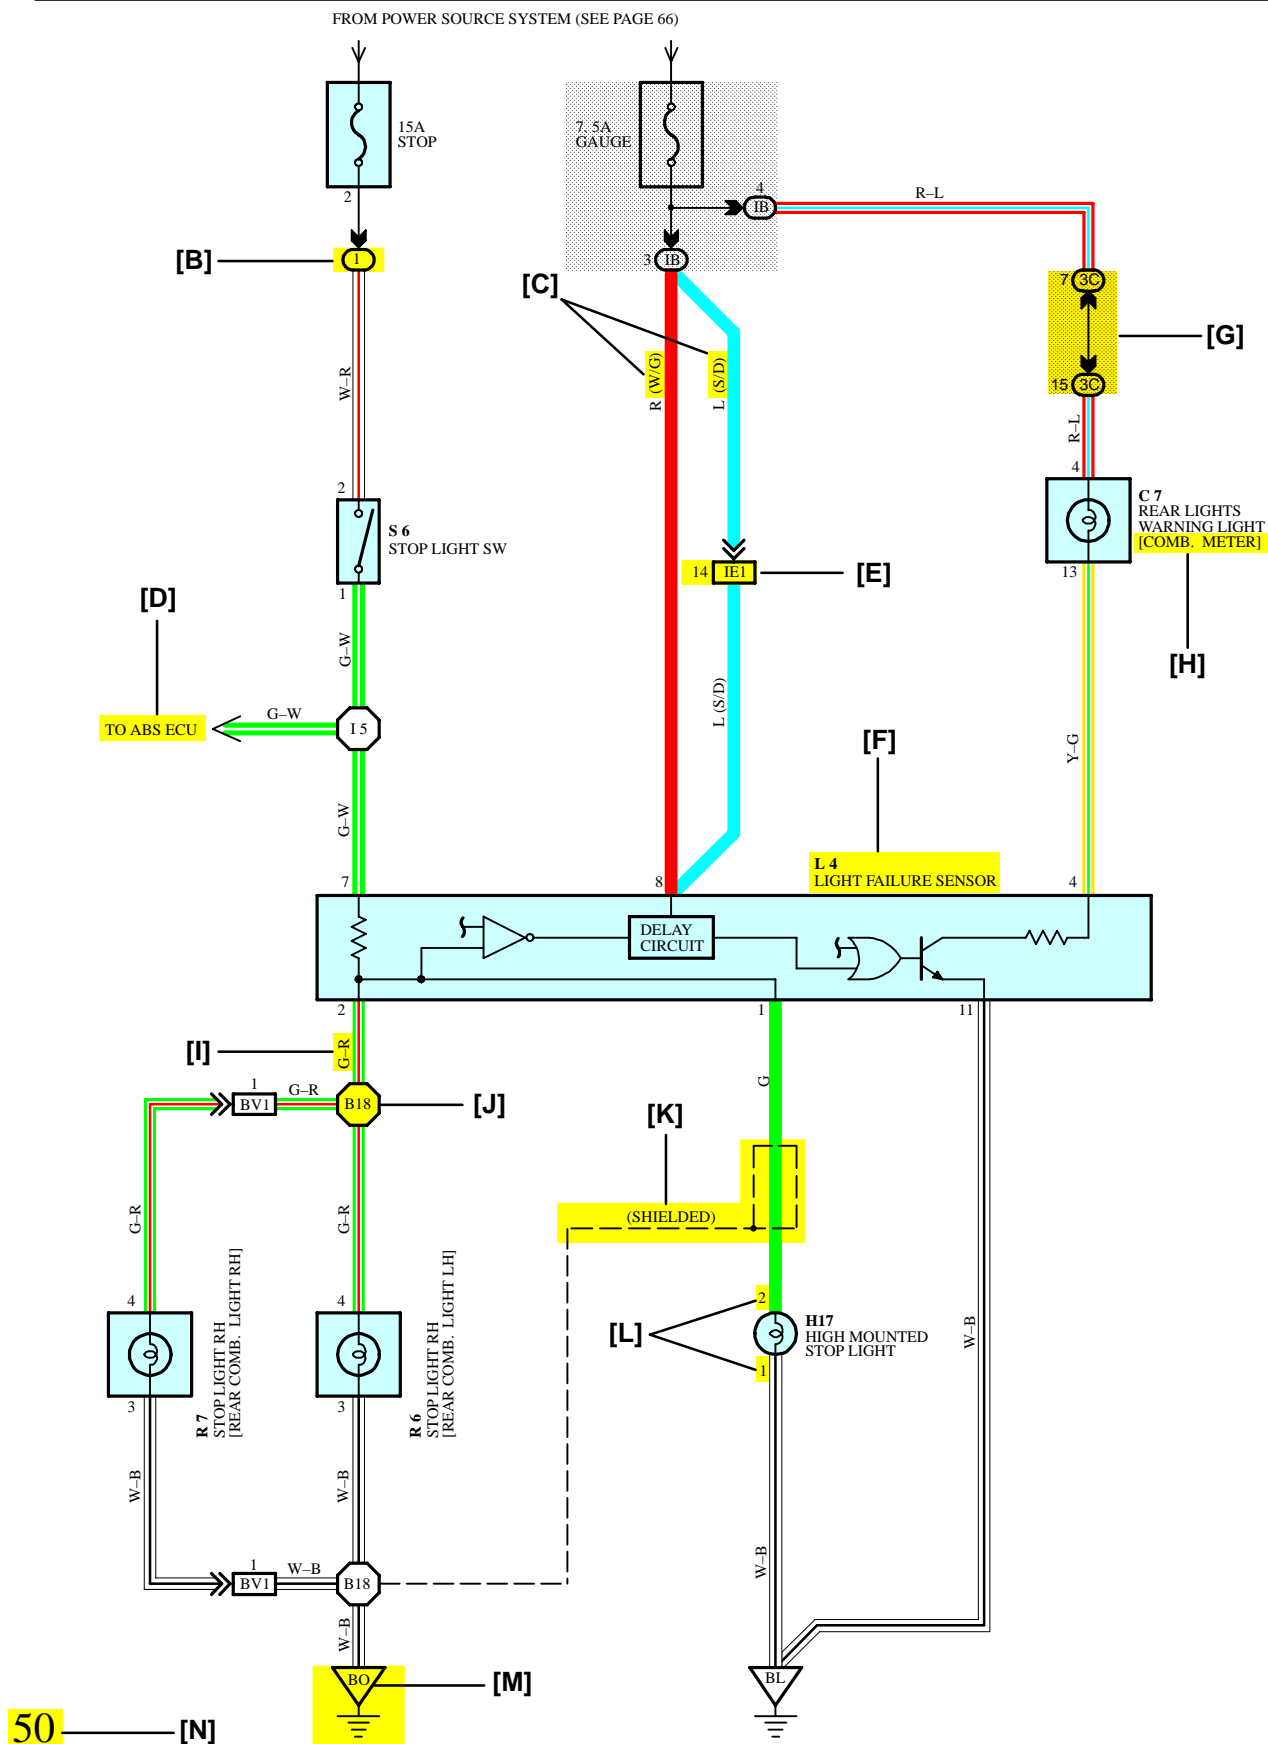 FROM POWER SOURCE SYSTEM (SEE PAGE 66)
15A
STOP
7. 5A
GAUGE
2
4
IB
R–L
[B]
1
3
IB
[C]
7
3C
[G]
15
3C
W–R
R (W/G)
L (S/D)
R–L
2
4
S 6
STOP LIGHT SW
C 7
REAR LIGHTS
WARNING LIGHT
[COMB. METER]
14
IE1
[E]
1
13
[D]
G–W
[H]
TO ABS ECU
G–W
I 5
L (S/D)
Y–G
[F]
G–W
L 4
LIGHT FAILURE SENSOR
7
8
4
DELAY
CIRCUIT
2
1
11
[I]
G–R
G
1
BV1
G–R
B18
[J]
[K]
(SHIELDED)
G–R
G–R
4
4
2
[L]
H17
HIGH MOUNTED
STOP LIGHT
1
W–B
3
R 7
STOP LIGHT RH
[REAR COMB. LIGHT RH]
3
R 6
STOP LIGHT RH
[REAR COMB. LIGHT LH]
W–B
W–B
W–B
1
BV1
W–B
B18
W–B
BO
[M]
BL
50
[N]